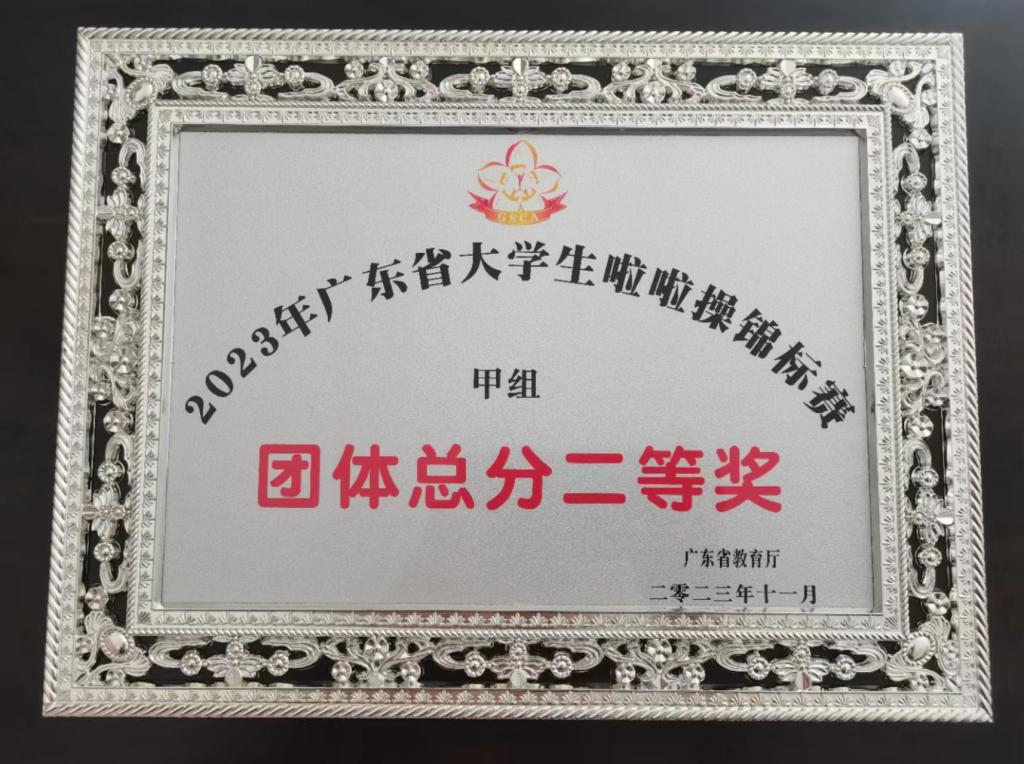 GSCA
2023年广东省大学生啦啦操锦标赛
甲组
团体总分二等奖
广东省教育厅
二零二三年十一月